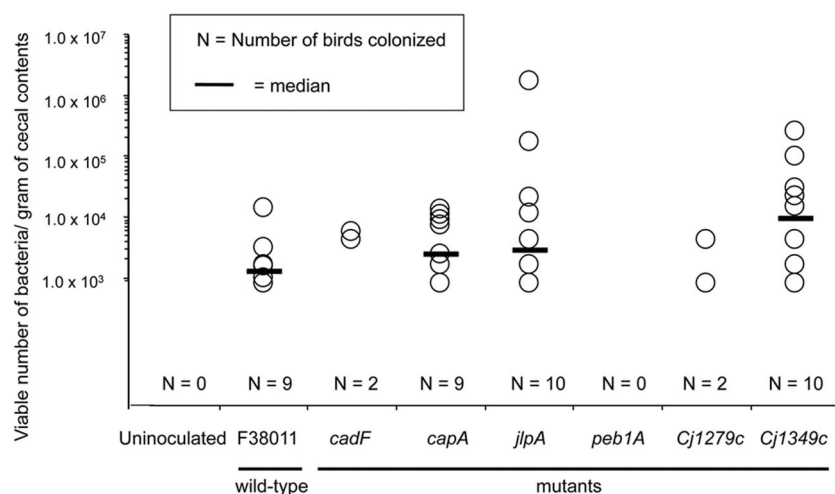 Viable number of bacteria/ gram of cecal contents
1.0 x 10⁷
1.0 x 10⁶
1.0 x 10⁵
1.0 x 10⁴
1.0 x 10³
N = Number of birds colonized
= median
N = 0 N = 9 N = 2 N = 9 N = 10 N = 0 N = 2 N = 10
Uninoculated F38011 cadF capA jlpA peb1A Cj1279c Cj1349c
wild-type mutants